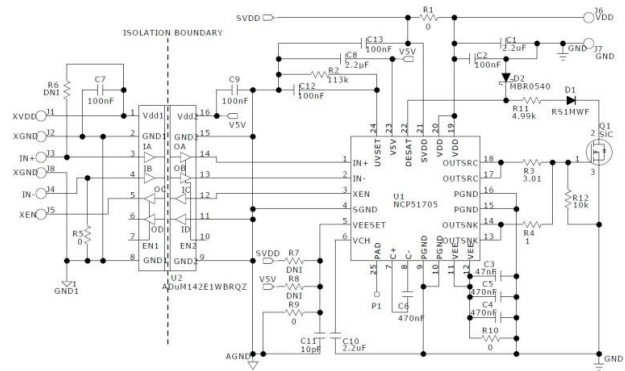 SVDD
R1
0
J6
VDD
ISOLATION BOUNDARY
C13
100nF
C8
2.2μF
V5V
R2
113k
C12
100nF
C1
2.2uF
C2
100nF
J7
GND
GND
D2
MBR0540
D1
RS1MWF
R11
4.99k
Q1
SiC
2
1
3
R6
DNI
C7
100nF
C9
100nF
V5V
XVDD
J1
XGND
J2
IN+
J3
XGND
J8
IN-
J4
XEN
J5
R5
0
GND1
1
Vdd1
Vdd2
16
2
GND1
GND2
15
3
IA
OA
14
4
IB
OB
13
5
OC
IC
12
6
OD
ID
11
7
EN1
EN2
10
8
GND1
GND2
9
U2
ADuM142E1WBRQZ
24
23
22
21
20
19
UVSET
V5V
DESAT
SVDD
VDD
VDD
1
IN+
2
IN-
3
XEN
4
SGND
5
VEESET
6
VCH
U1
NCP51705
OUTSRC
18
OUTSRC
17
PGND
16
PGND
15
OUTSNK
14
OUTSNK
13
PAD
C+
C-
PGND
PGND
VEE
VEE
25
7
8
9
10
11
12
P1
C6
470nF
R3
3.01
R4
1
R12
10k
C3
47nF
C5
470nF
C4
470nF
R10
0
SVDD
R7
DNI
V5V
R8
DNI
R9
0
C11
10pF
C10
2.2uF
AGND
GND